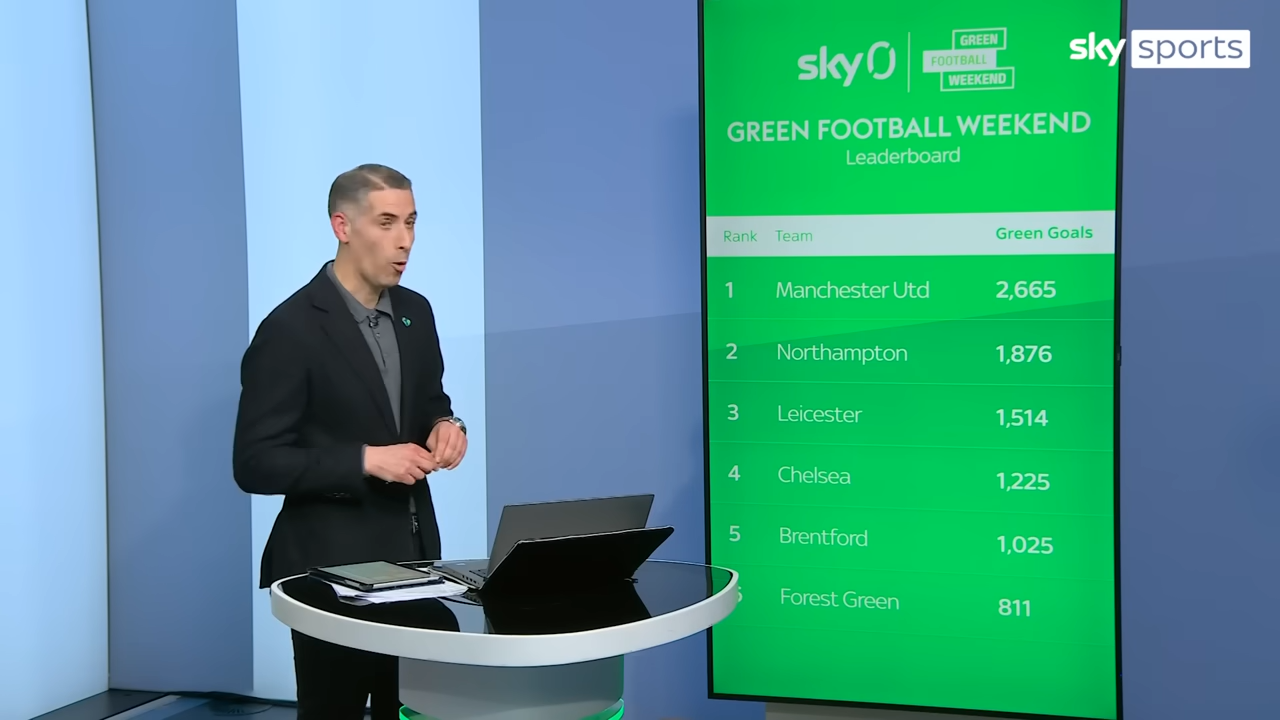 sky sports
sky
GREEN
FOOTBALL
WEEKEND
GREEN FOOTBALL WEEKEND
Leaderboard
Rank Team Green Goals
1 Manchester Utd 2,665
2 Northampton 1,876
3 Leicester 1,514
4 Chelsea 1,225
5 Brentford 1,025
6 Forest Green 811